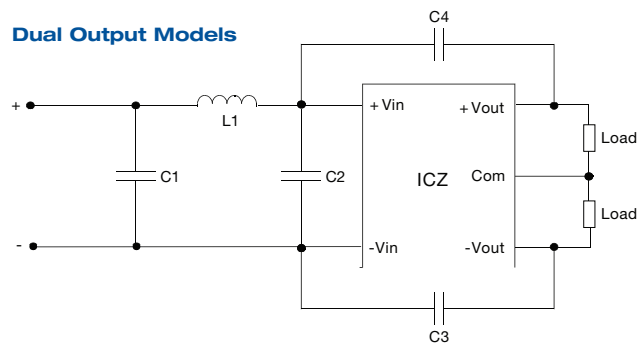 Dual Output Models
C4
+
L1
+Vin
+Vout
Load
C1
C2
ICZ
Com
Load
-
-Vin
-Vout
C3